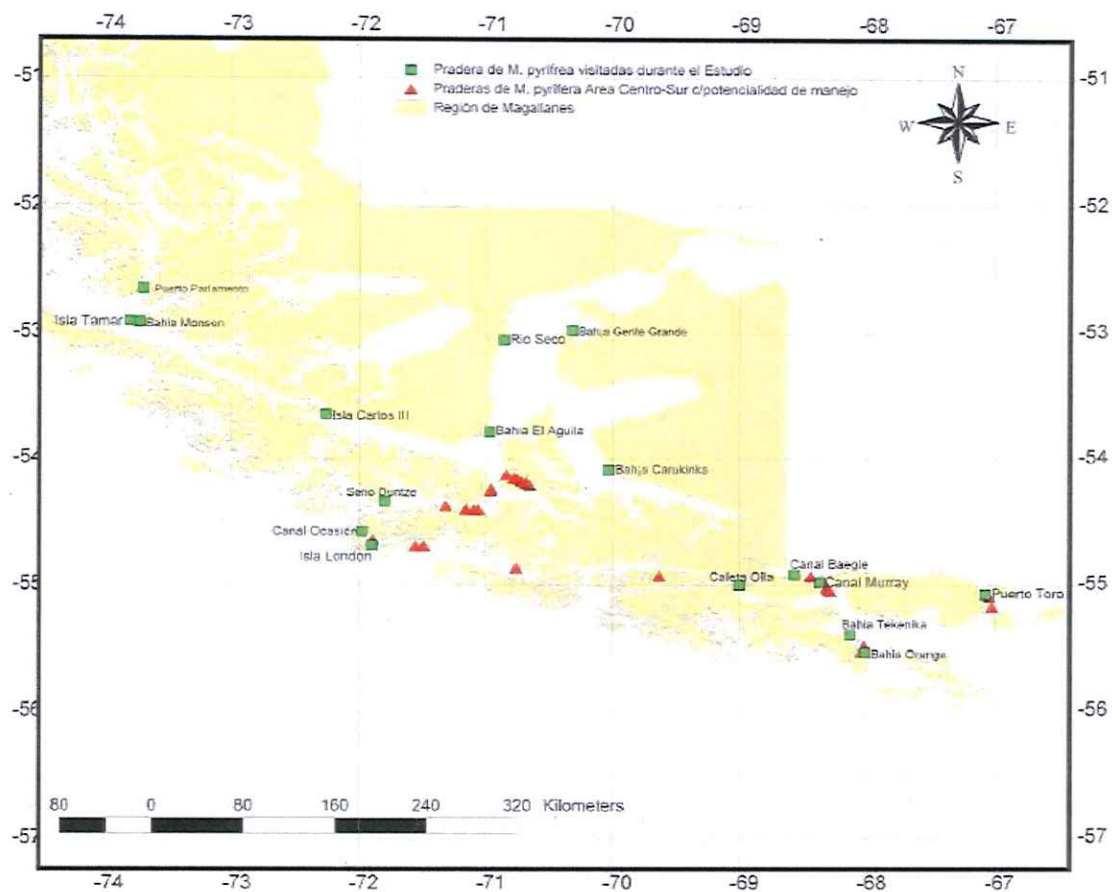 -74 -73 -72 -71 -70 -69 -68 -67
Pradera de M. pyrifrea visitadas durante el Estudio
Praderas de M. pyrifera Area Centro-Sur c/potencialidad de manejo
Región de Magallanes
N
W E
S
-51 -51
-52 -52
Puerto Parlamento
Isla Tamar
Bahia Monson
-53 -53
Rio Seco
Bahia Gente Grande
Isla Carlos III
Bahia El Aguila
-54 -54
Bahia Carukinka
Seno Duntze
Canal Ocasion
Isla London
Canal Baegle
-55 -55
Caleta Olla
Canal Murray
Puerto Toro
Bahia Tekenika
Bahia Orange
-56 -56
80 0 80 160 240 320 Kilometers
-57 -57
-74 -73 -72 -71 -70 -69 -68 -67